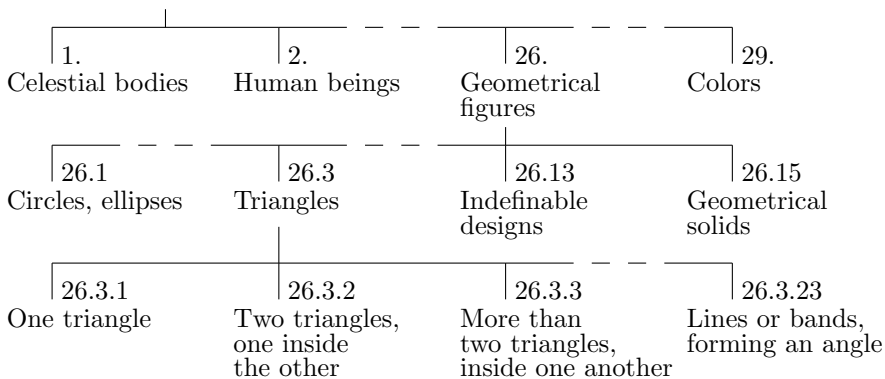 1.
Celestial bodies
2.
Human beings
26.
Geometrical
figures
29.
Colors
26.1
Circles, ellipses
26.3
Triangles
26.13
Indefinable
designs
26.15
Geometrical
solids
26.3.1
One triangle
26.3.2
Two triangles,
one inside
the other
26.3.3
More than
two triangles,
inside one another
26.3.23
Lines or bands,
forming an angle